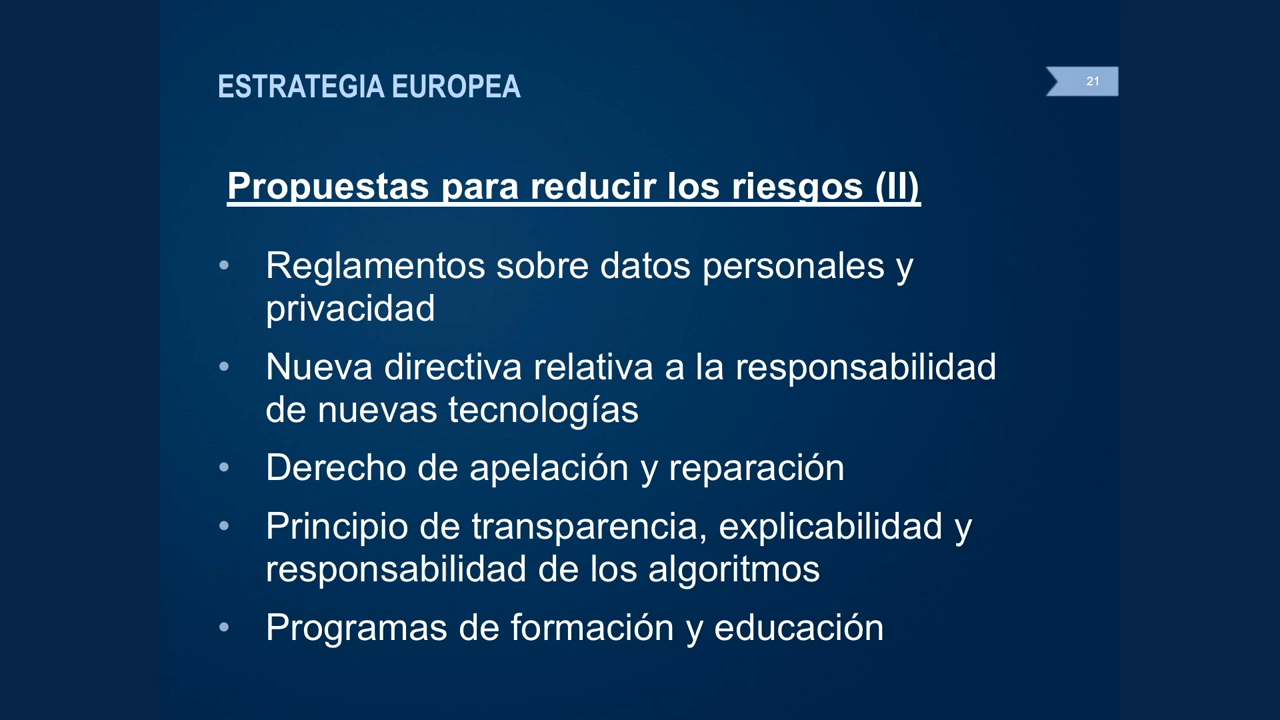 ESTRATEGIA EUROPEA
21
Propuestas para reducir los riesgos (II)
• Reglamentos sobre datos personales y
privacidad
• Nueva directiva relativa a la responsabilidad
de nuevas tecnologías
• Derecho de apelación y reparación
• Principio de transparencia, explicabilidad y
responsabilidad de los algoritmos
• Programas de formación y educación